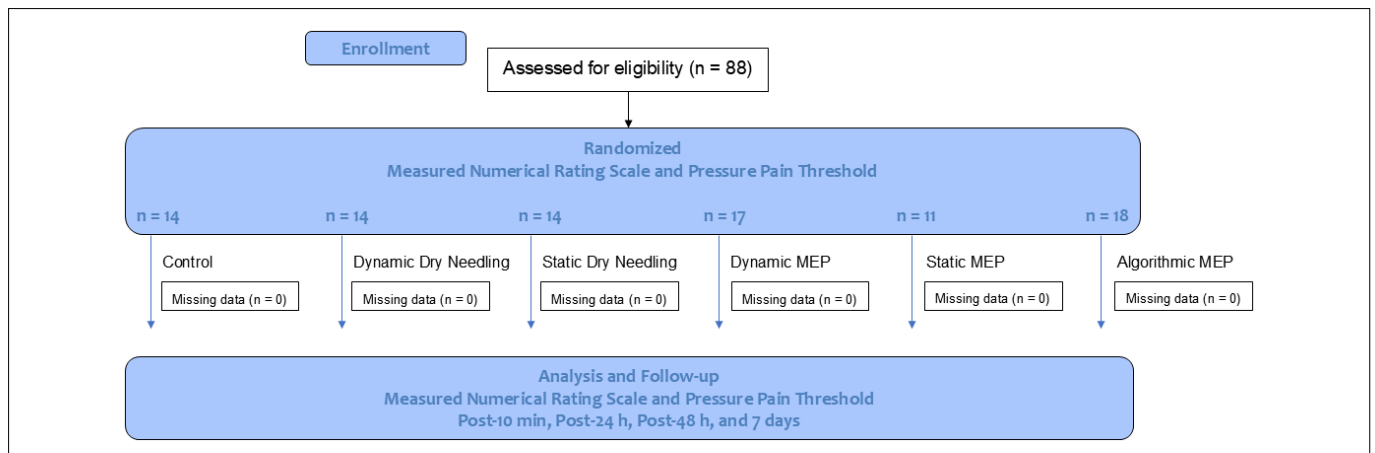 Enrollment
Assessed for eligibility (n = 88)
Randomized
Measured Numerical Rating Scale and Pressure Pain Threshold
n = 14 n = 14 n = 14 n = 17 n = 11 n = 18
Control Dynamic Dry Needling Static Dry Needling Dynamic MEP Static MEP Algorithmic MEP
Missing data (n = 0) Missing data (n = 0) Missing data (n = 0) Missing data (n = 0) Missing data (n = 0) Missing data (n = 0)
Analysis and Follow-up
Measured Numerical Rating Scale and Pressure Pain Threshold
Post-10 min, Post-24 h, Post-48 h, and 7 days